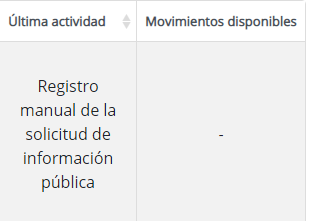 Última actividad Movimientos disponibles
Registro
manual de la
solicitud de
información
pública
-